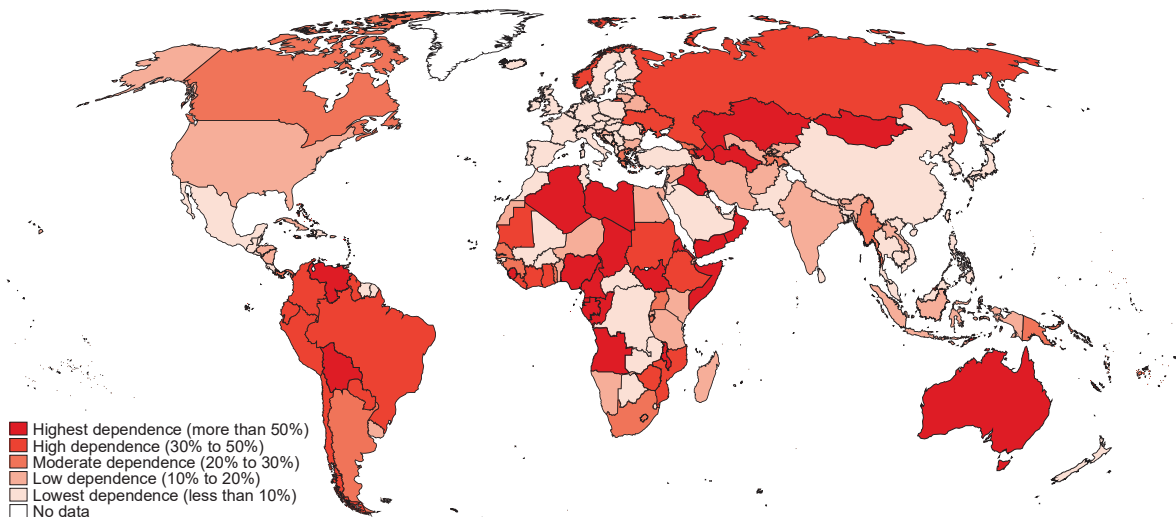 Highest dependence (more than 50%)
High dependence (30% to 50%)
Moderate dependence (20% to 30%)
Low dependence (10% to 20%)
Lowest dependence (less than 10%)
No data